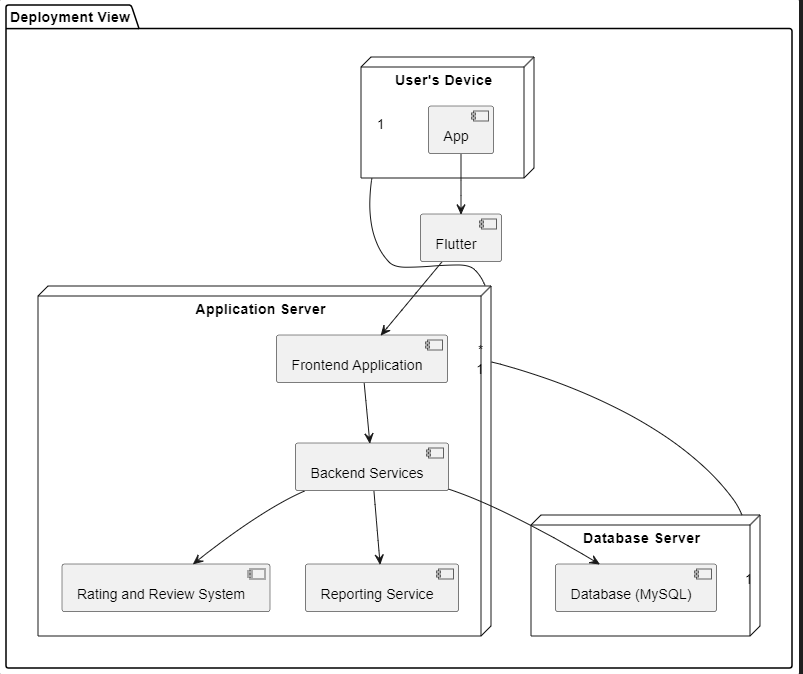 Deployment View
User's Device
1
App
Flutter
Application Server
Frontend Application
*
1
Backend Services
Database Server
Rating and Review System
Reporting Service
Database (MySQL)
1